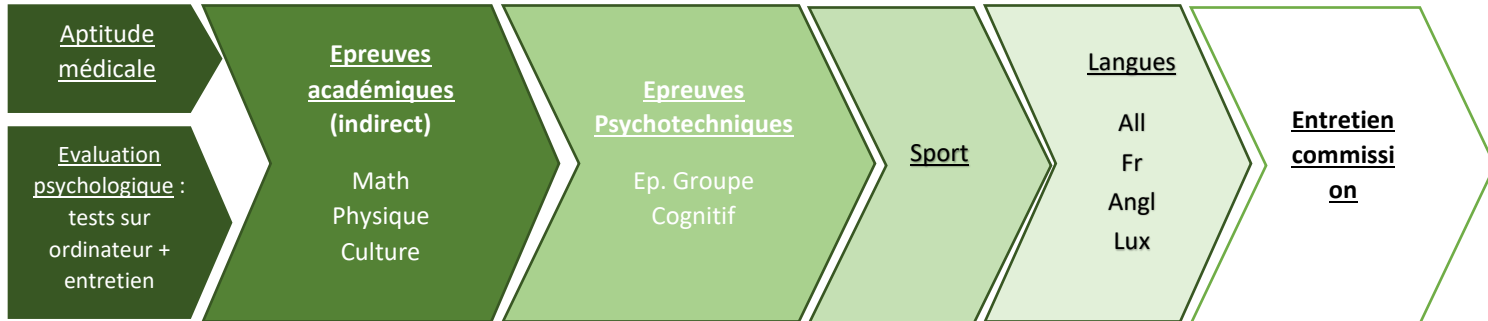 Aptitude
médicale
Evaluation
psychologique :
tests sur
ordinateur +
entretien
Epreuves
académiques
(indirect)
Math
Physique
Culture
Epreuves
Psychotechniques
Ep. Groupe
Cognitif
Sport
Langues
All
Fr
Angl
Lux
Entretien
commissi
on